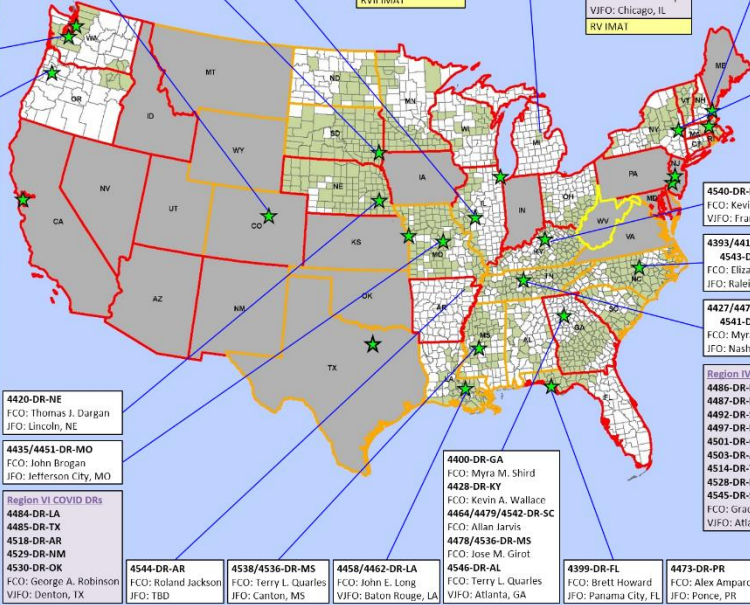 RVII IMAT
VJFO: Chicago, IL
RV IMAT
WA
OR
MT
ID
WY
NV
CA
UT
AZ
CO
NM
ND
SD
NE
KS
OK
TX
MN
IA
MO
AR
LA
WI
IL
MI
IN
OH
KY
TN
MS
AL
GA
FL
SC
NC
VA
WV
MD
PA
NJ
NY
CT
RI
MA
VT
NH
ME
4540-DR-
FCO: Kevi
VJFO: Fra
4393/441
4543-D
FCO: Eliza
JFO: Ralei
4427/447
4541-D
FCO: Myr
JFO: Nash
Region IV
4486-DR-
4487-DR-
4492-DR-
4497-DR-
4501-DR-
4503-DR-
4514-DR-
4528-DR-
4545-DR-
FCO: Grac
VJFO: Atl
4420-DR-NE
FCO: Thomas J. Dargan
JFO: Lincoln, NE
4435/4451-DR-MO
FCO: John Brogan
JFO: Jefferson City, MO
Region VI COVID DRs
4484-DR-LA
4485-DR-TX
4518-DR-AR
4529-DR-NM
4530-DR-OK
FCO: George A. Robinson
VJFO: Denton, TX
4544-DR-AR
FCO: Roland Jackson
JFO: TBD
4538/4536-DR-MS
FCO: Terry L. Quarles
JFO: Canton, MS
4458/4462-DR-LA
FCO: John E. Long
VJFO: Baton Rouge, LA
4400-DR-GA
FCO: Myra M. Shird
4428-DR-KY
FCO: Kevin A. Wallace
4464/4479/4542-DR-SC
FCO: Allan Jarvis
4478/4536-DR-MS
FCO: Jose M. Girot
4546-DR-AL
FCO: Terry L. Quarles
VJFO: Atlanta, GA
4399-DR-FL
FCO: Brett Howard
JFO: Panama City, FL
4473-DR-PR
FCO: Alex Amparo
JFO: Ponce, PR